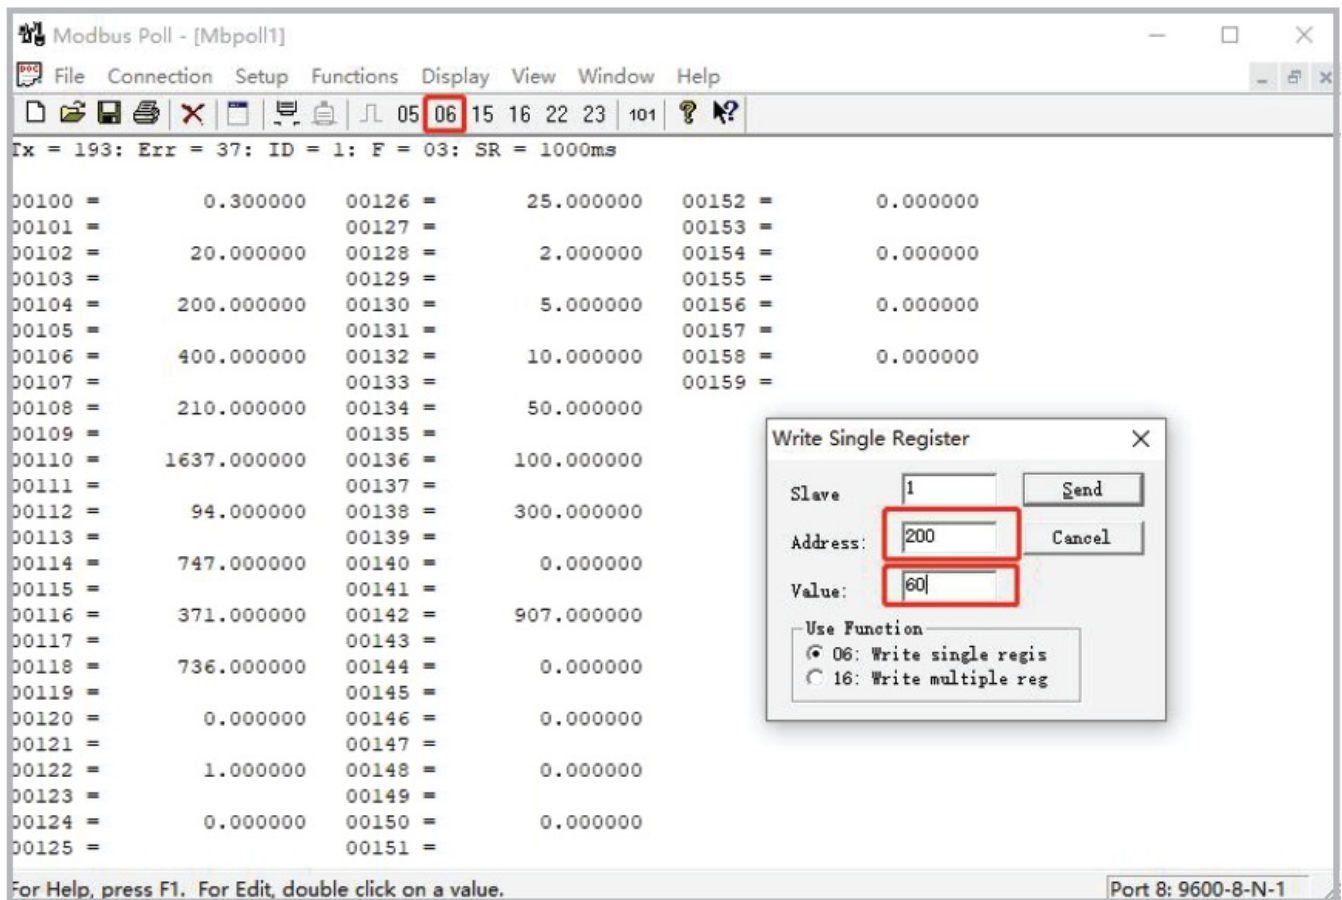 Modbus Poll - [Mbpoll1]
File Connection Setup Functions Display View Window Help
05 06 15 16 22 23 101
Tx = 193: Err = 37: ID = 1: F = 03: SR = 1000ms
00100 = 0.300000 00126 = 25.000000 00152 = 0.000000
00101 = 00127 = 00153 =
00102 = 20.000000 00128 = 2.000000 00154 = 0.000000
00103 = 00129 = 00155 =
00104 = 200.000000 00130 = 5.000000 00156 = 0.000000
00105 = 00131 = 00157 =
00106 = 400.000000 00132 = 10.000000 00158 = 0.000000
00107 = 00133 = 00159 =
00108 = 210.000000 00134 = 50.000000
00109 = 00135 =
00110 = 1637.000000 00136 = 100.000000
00111 = 00137 =
00112 = 94.000000 00138 = 300.000000
00113 = 00139 =
00114 = 747.000000 00140 = 0.000000
00115 = 00141 =
00116 = 371.000000 00142 = 907.000000
00117 = 00143 =
00118 = 736.000000 00144 = 0.000000
00119 = 00145 =
00120 = 0.000000 00146 = 0.000000
00121 = 00147 =
00122 = 1.000000 00148 = 0.000000
00123 = 00149 =
00124 = 0.000000 00150 = 0.000000
00125 = 00151 =
Write Single Register
Slave 1 Send
Address: 200 Cancel
Value: 60
Use Function
06: Write single regis
16: Write multiple reg
For Help, press F1. For Edit, double click on a value. Port 8: 9600-8-N-1